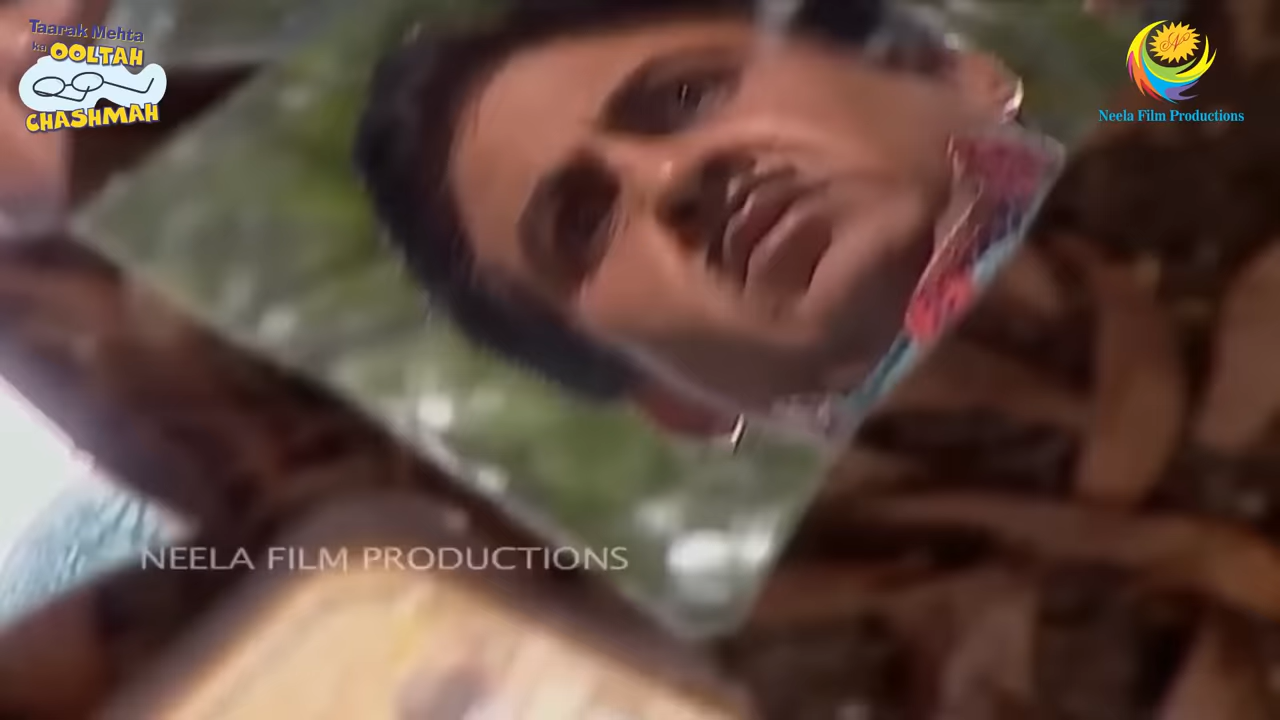 Taarak Mehta
ka OOLTAH
CHASHMAH
Neela Film Productions
NEELA FILM PRODUCTIONS